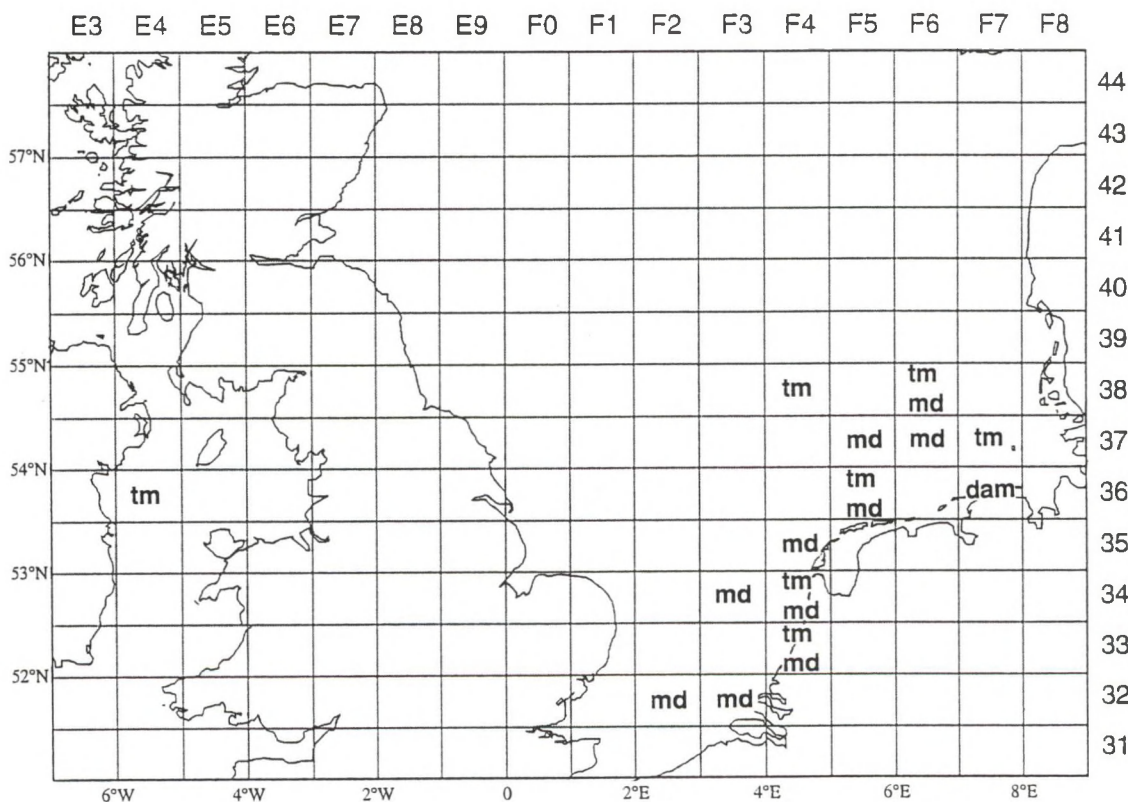 E3 E4 E5 E6 E7 E8 E9 F0 F1 F2 F3 F4 F5 F6 F7 F8
44
43
57°N
42
41
56°N
40
39
55°N
tm
tm 38
md
md md tm 37
54°N
tm
tm dam 36
md
md 35
53°N
tm
md 34
md
tm
33
md
52°N
md md 32
31
6°W 4°W 2°W 0 2°E 4°E 6°E 8°E